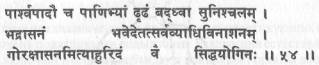 पार्श्वपादौ च पाणिभ्यां दृढं बद्ध्वा सुनिश्चलम् ।
भद्रासनं भवेदेतत्सर्वव्याधिविनाशनम् ।
गोरक्षासनमित्याहुरिदं वै सिद्धयोगिनः ॥ ५४ ॥